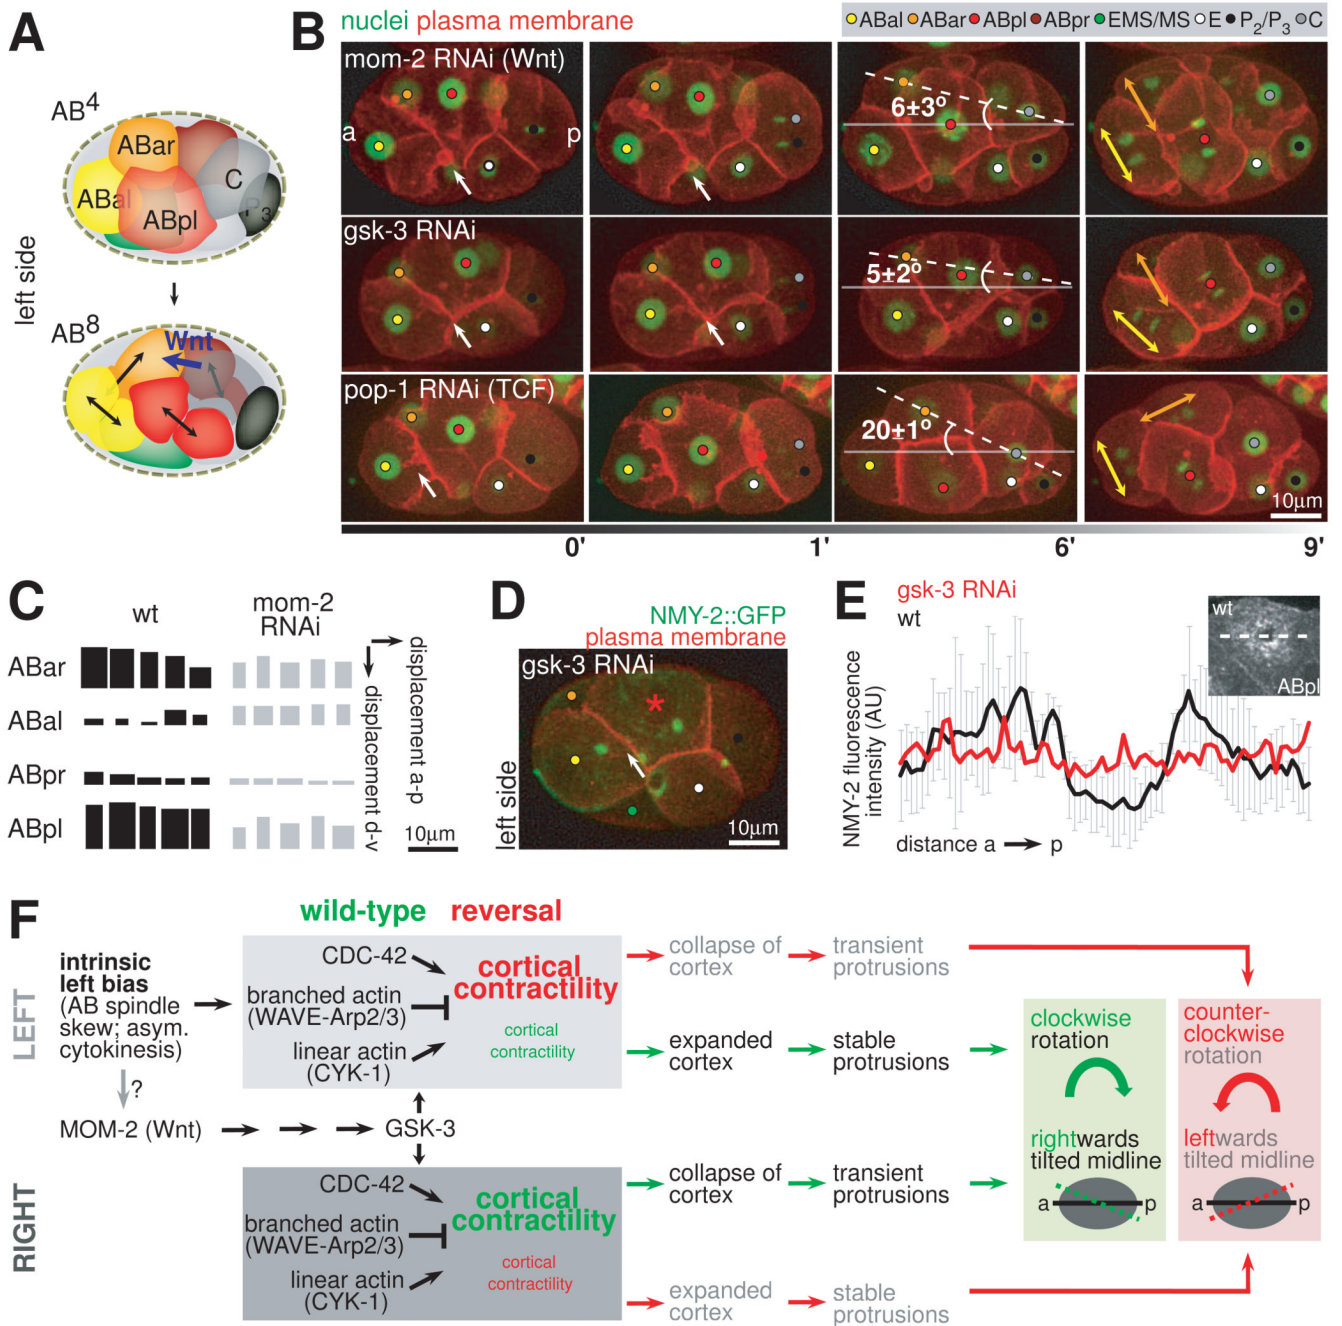 A
AB4
ABar
ABal
C
ABpl
P3
left side
AB8
Wnt
B
nuclei plasma membrane
ABal ABar ABpl ABpr EMS/MS E P2/P3 C
mom-2 RNAi (Wnt)
a
p
6±3o
gsk-3 RNAi
5±2o
pop-1 RNAi (TCF)
20±1o
10µm
0' 1' 6' 9'
C
wt
mom-2
RNAi
ABar
ABal
ABpr
ABpl
displacement a-p
displacement d-v
10µm
D
NMY-2::GFP
plasma membrane
gsk-3 RNAi
*
left side
10µm
E
gsk-3 RNAi
wt
wt
ABpl
NMY-2 fluorescence
intensity (AU)
distance a p
F
wild-type reversal
LEFT
intrinsic
left bias
(AB spindle
skew; asym.
cytokinesis)
?
MOM-2 (Wnt)
GSK-3
CDC-42
branched actin
(WAVE-Arp2/3)
linear actin
(CYK-1)
cortical
contractility
cortical
contractility
collapse of
cortex
transient
protrusions
expanded
cortex
stable
protrusions
RIGHT
CDC-42
branched actin
(WAVE-Arp2/3)
linear actin
(CYK-1)
cortical
contractility
cortical
contractility
collapse of
cortex
transient
protrusions
expanded
cortex
stable
protrusions
clockwise
rotation
rightwards
tilted midline
a p
counter-
clockwise
rotation
leftwards
tilted midline
a p